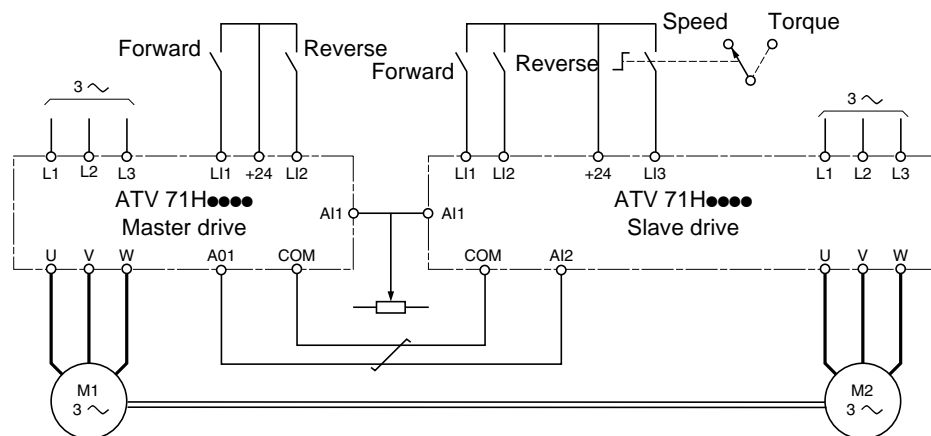 Speed Torque
Forward Reverse
Forward Reverse
3 ∼
3 ∼
L1 L2 L3 LI1 +24 LI2
LI1 LI2 +24 LI3 L1 L2 L3
ATV 71H●●●●
Master drive
AI1
AI1
ATV 71H●●●●
Slave drive
U V W A01 COM
COM AI2 U V W
M1
3 ∼
M2
3 ∼